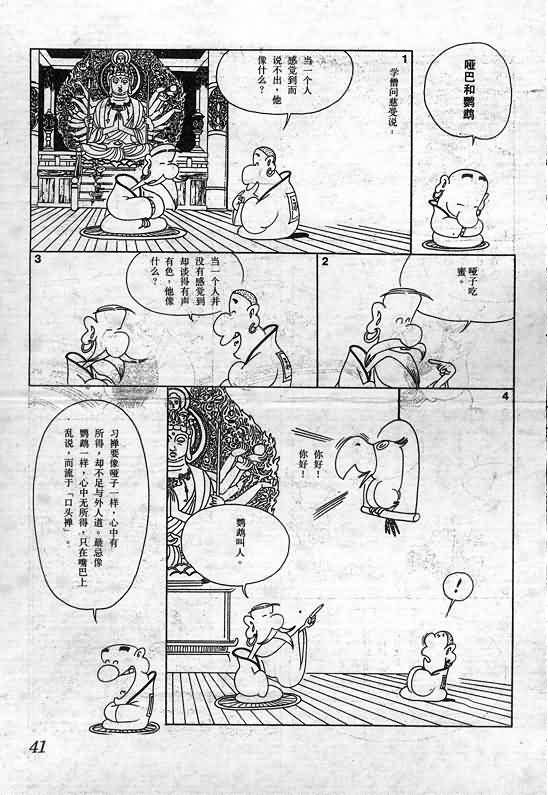 哑巴和鹦鹉
1
学僧问慈受说：
当一个人
感觉到而
说不出，他
像什么？
2
哑子吃
蜜。
3
当一个人并
没有感觉到
却谈得有声
有色，他像
什么？
4
你好！
你好！
鹦鹉叫人。
！
习禅要像哑子一样，心中有
所得，却不足与外人道。最忌像
鹦鹉一样，心中无所得，只在嘴巴上
乱说，而流于「口头禅」。
41